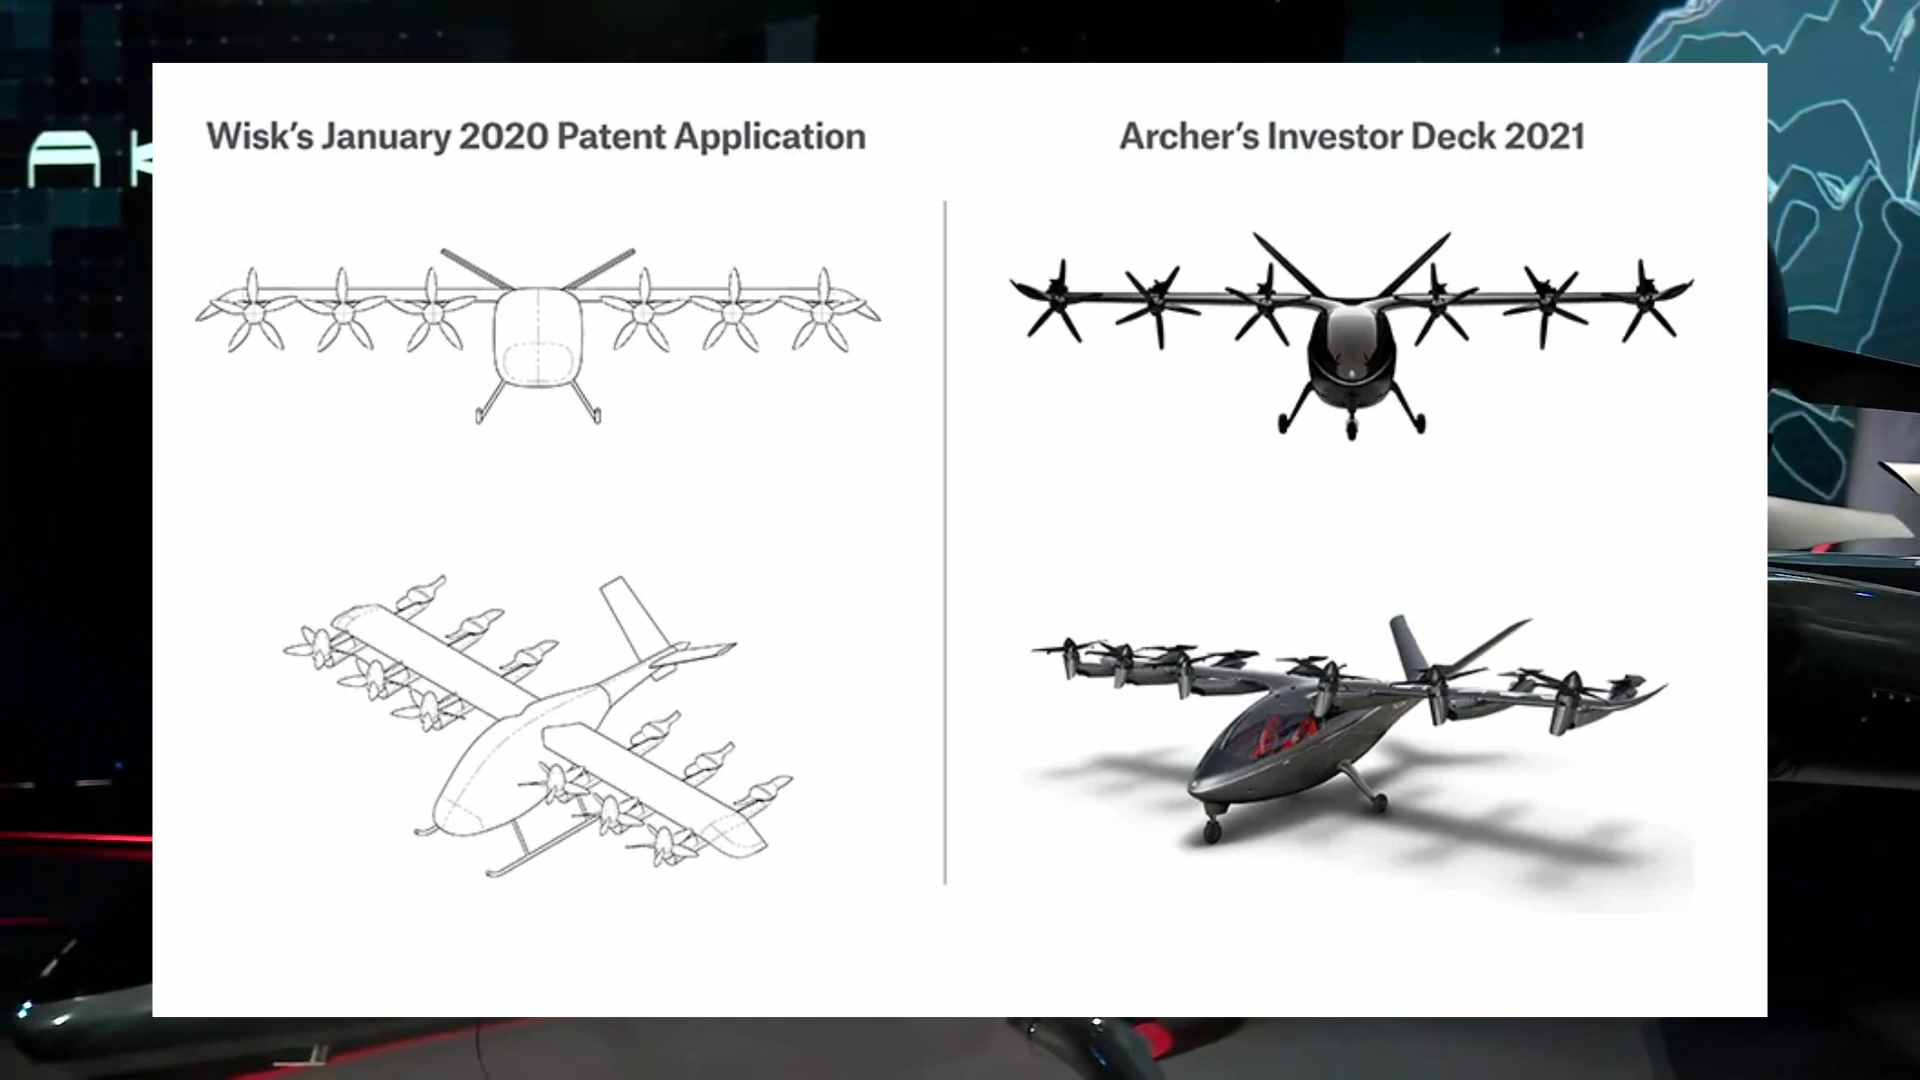 Wisk's January 2020 Patent Application
Archer's Investor Deck 2021